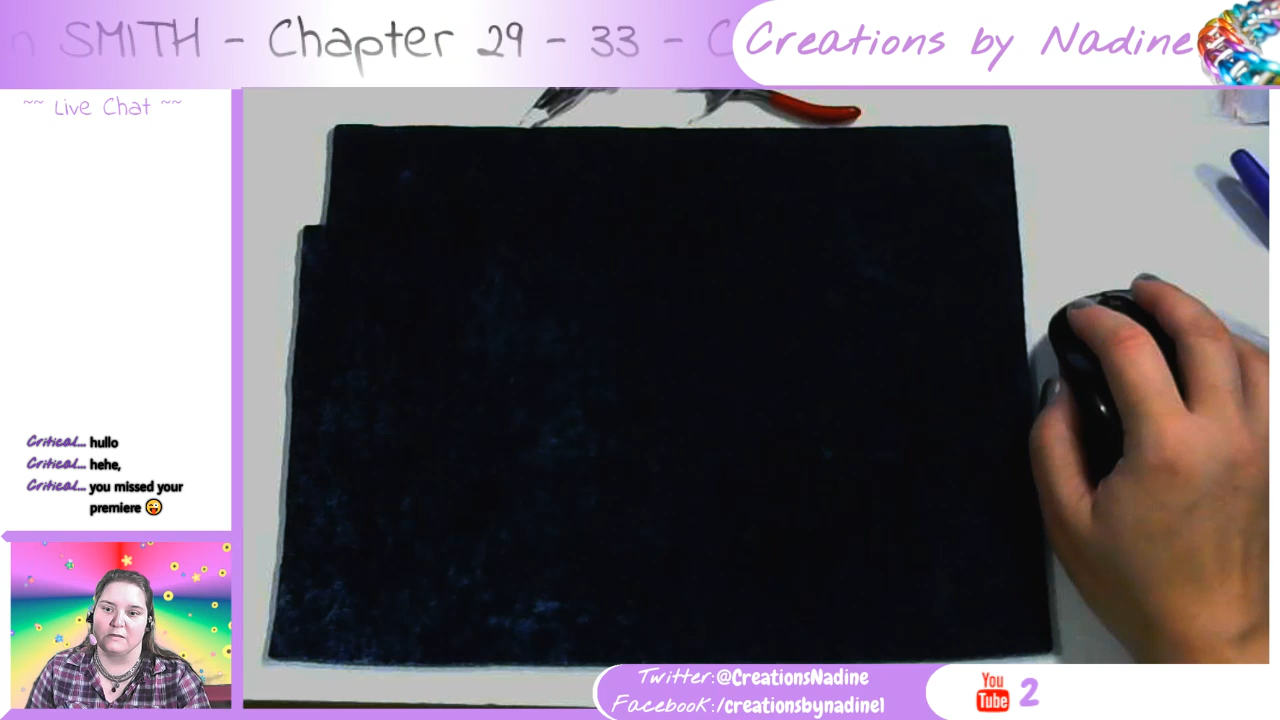 SMITH - Chapter 29 - 33 -
Creations by Nadine
~~ Live Chat ~~
Critical... hullo
Critical... hehe,
Critical... you missed your
premiere 😜
Twitter:@CreationsNadine
Facebook:/creationsbynadine1
You
Tube 2